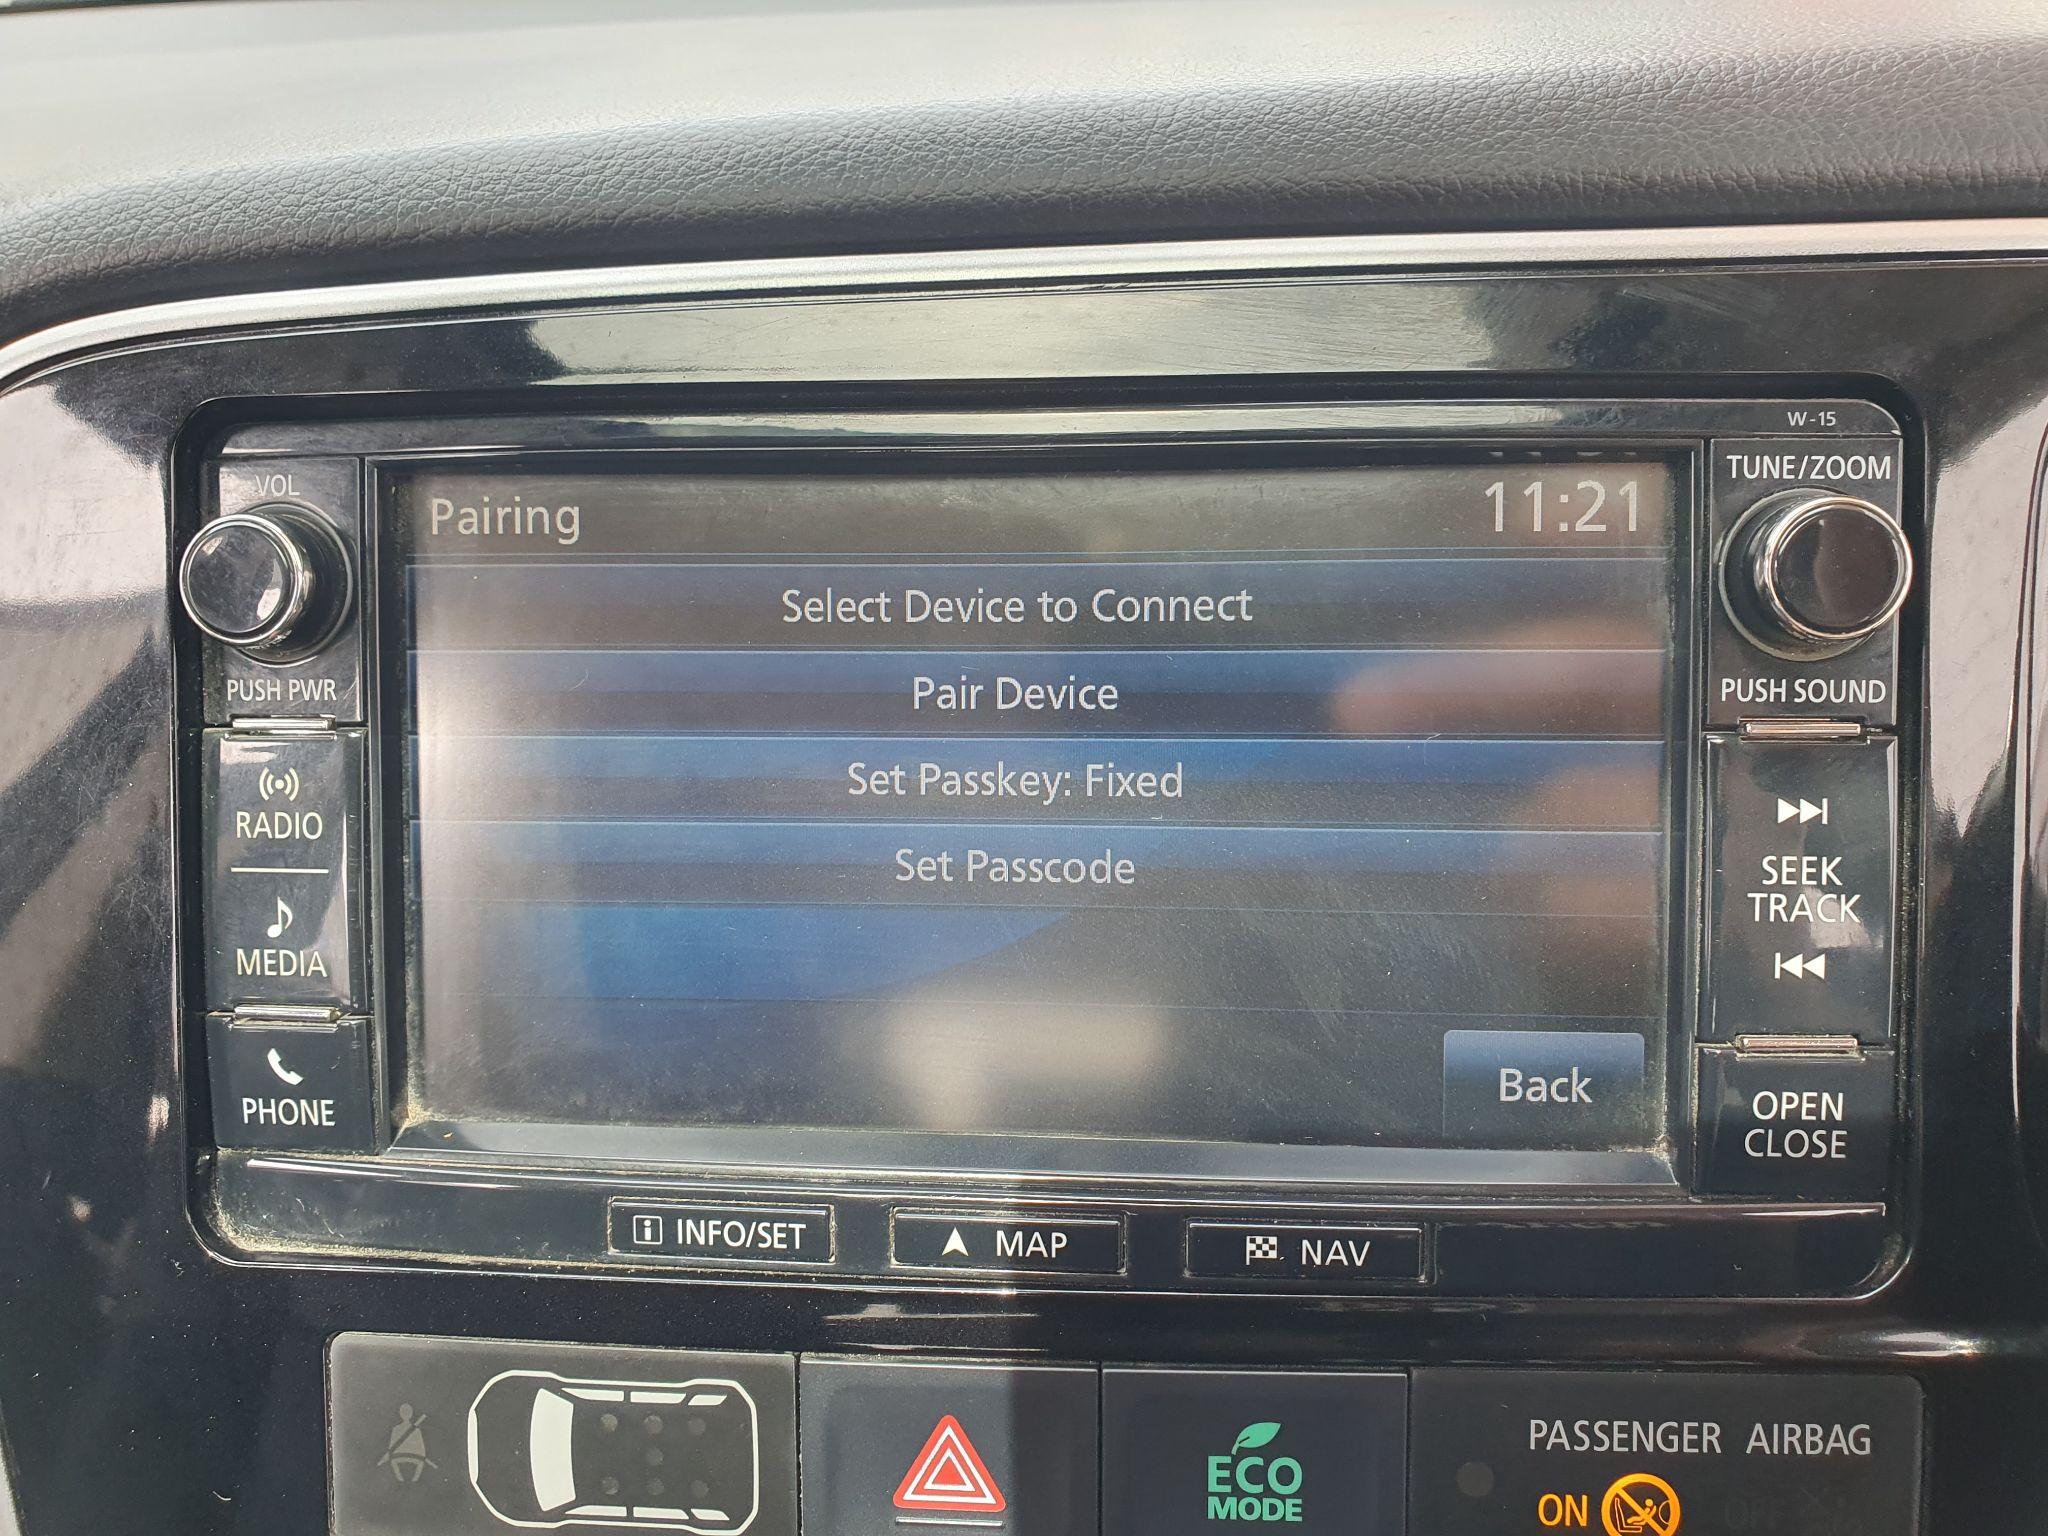 W-15
VOL
TUNE/ZOOM
Pairing
11:21
Select Device to Connect
PUSH PWR
Pair Device
PUSH SOUND
Set Passkey: Fixed
RADIO
Set Passcode
SEEK
TRACK
MEDIA
Back
PHONE
OPEN
CLOSE
INFO/SET
MAP
NAV
PASSENGER AIRBAG
ECO
MODE
ON